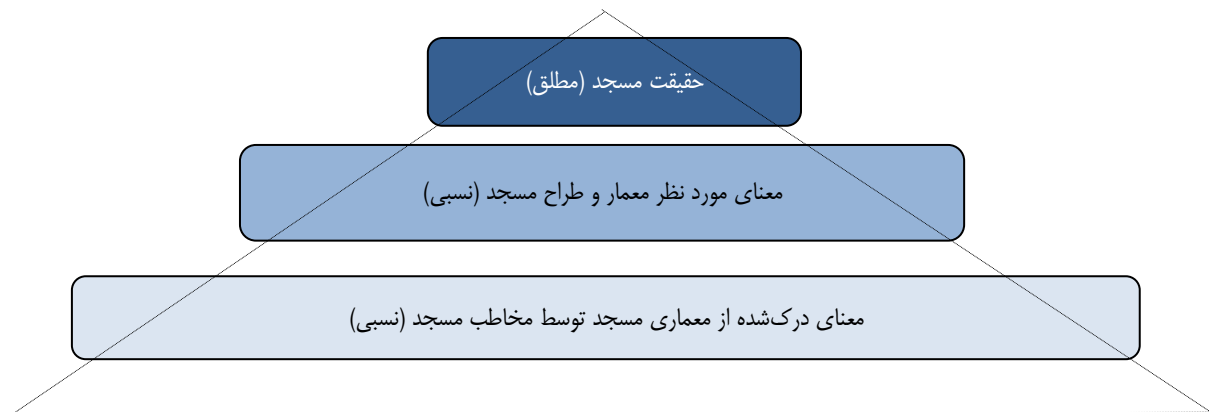 حقیقت مسجد (مطلق)
معنای مورد نظر معمار و طراح مسجد (نسبی)
معنای درک‌شده از معماری مسجد توسط مخاطب مسجد (نسبی)